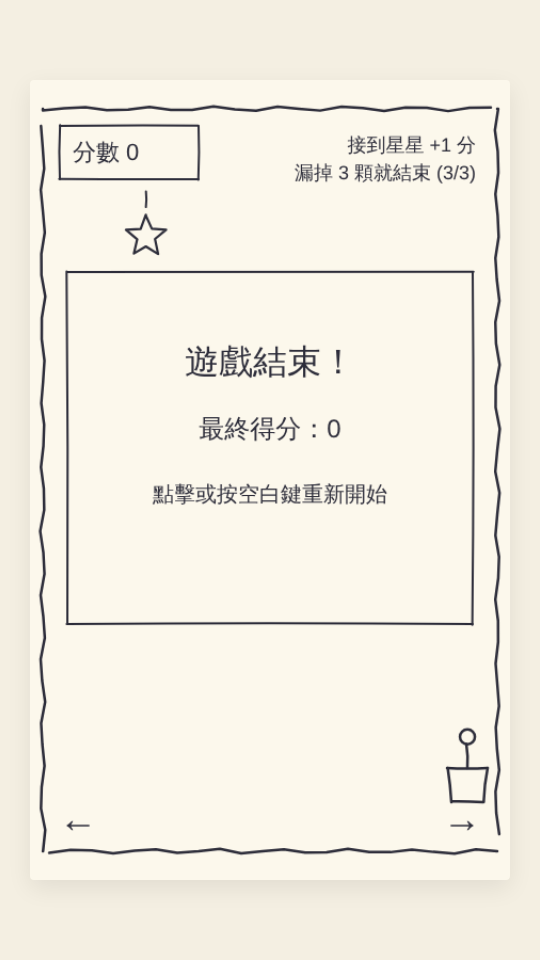 分數 0
接到星星 +1 分
漏掉 3 顆就結束 (3/3)
遊戲結束！
最終得分：0
點擊或按空白鍵重新開始
← →